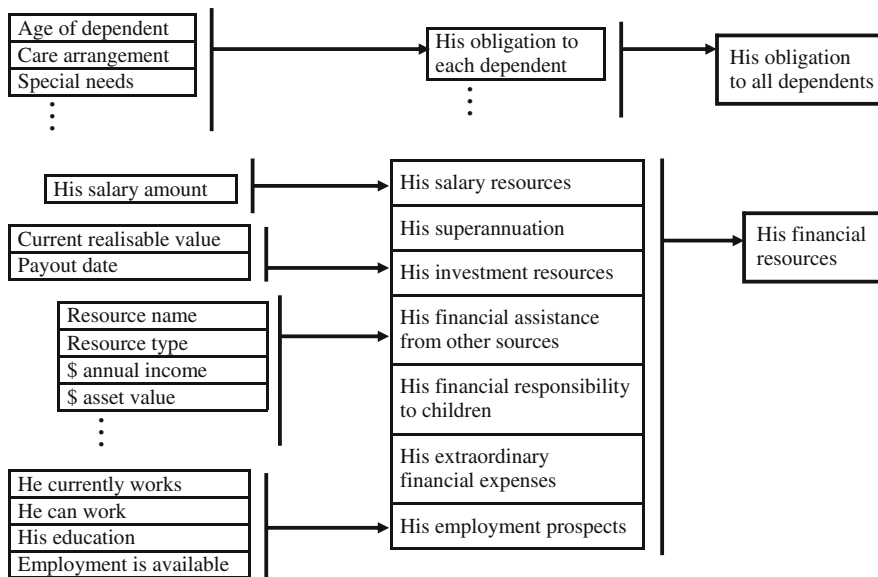 Age of dependent
Care arrangement
Special needs
His obligation to
each dependent
His obligation
to all dependents
His salary amount
Current realisable value
Payout date
Resource name
Resource type
$ annual income
$ asset value
He currently works
He can work
His education
Employment is available
His salary resources
His superannuation
His investment resources
His financial assistance
from other sources
His financial responsibility
to children
His extraordinary
financial expenses
His employment prospects
His financial
resources